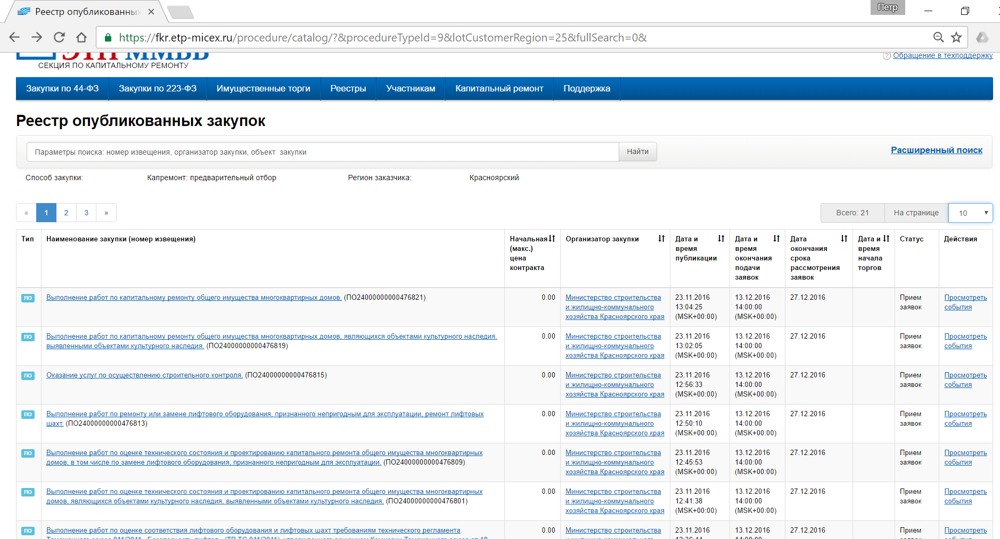 Реестр опубликованных
Петр
https://fkr.etp-micex.ru/procedure/catalog/?&procedureTypeId=9&lotCustomerRegion=25&fullSearch=0&
ЭТП ММВБ
СЕКЦИЯ ПО КАПИТАЛЬНОМУ РЕМОНТУ
? Обращение в техподдержку
Закупки по 44-ФЗ Закупки по 223-ФЗ Имущественные торги Реестры Участникам Капитальный ремонт Поддержка
Реестр опубликованных закупок
Параметры поиска: номер извещения, организатор закупки, объект закупки Найти Расширенный поиск
Способ закупки: Капремонт: предварительный отбор Регион заказчика: Красноярский
« 1 2 3 » Всего: 21 На странице 10
Тип Наименование закупки (номер извещения) Начальная (макс.) цена контракта Организатор закупки Дата и время публикации Дата и время окончания подачи заявок Дата окончания срока рассмотрения заявок Дата и время начала торгов Статус Действия
ПО Выполнение работ по капитальному ремонту общего имущества многоквартирных домов. (ПО24000000000476821) 0.00 Министерство строительства 23.11.2016 13.12.2016 27.12.2016 Прием Просмотреть
и жилищно-коммунального 13:04:25 14:00:00 заявок события
хозяйства Красноярского края (MSK+00:00) (MSK+00:00)
ПО Выполнение работ по капитальному ремонту общего имущества многоквартирных домов, являющихся объектами культурного наследия, 0.00 Министерство строительства 23.11.2016 13.12.2016 27.12.2016 Прием Просмотреть
выявленными объектами культурного наследия. (ПО24000000000476819) и жилищно-коммунального 13:02:05 14:00:00 заявок события
хозяйства Красноярского края (MSK+00:00) (MSK+00:00)
ПО Оказание услуг по осуществлению строительного контроля. (ПО24000000000476815) 0.00 Министерство строительства 23.11.2016 13.12.2016 27.12.2016 Прием Просмотреть
и жилищно-коммунального 12:56:33 14:00:00 заявок события
хозяйства Красноярского края (MSK+00:00) (MSK+00:00)
ПО Выполнение работ по ремонту или замене лифтового оборудования, признанного непригодным для эксплуатации, ремонт лифтовых 0.00 Министерство строительства 23.11.2016 13.12.2016 27.12.2016 Прием Просмотреть
шахт. (ПО24000000000476813) и жилищно-коммунального 12:50:10 14:00:00 заявок события
хозяйства Красноярского края (MSK+00:00) (MSK+00:00)
ПО Выполнение работ по оценке технического состояния и проектированию капитального ремонта общего имущества многоквартирных 0.00 Министерство строительства 23.11.2016 13.12.2016 27.12.2016 Прием Просмотреть
домов, в том числе по замене лифтового оборудования, признанного непригодным для эксплуатации. (ПО24000000000476809) и жилищно-коммунального 12:45:53 14:00:00 заявок события
хозяйства Красноярского края (MSK+00:00) (MSK+00:00)
ПО Выполнение работ по оценке технического состояния и проектированию капитального ремонта общего имущества многоквартирных 0.00 Министерство строительства 23.11.2016 13.12.2016 27.12.2016 Прием Просмотреть
домов, являющихся объектами культурного наследия, выявленными объектами культурного наследия. (ПО24000000000476801) и жилищно-коммунального 12:41:38 14:00:00 заявок события
хозяйства Красноярского края (MSK+00:00) (MSK+00:00)
ПО Выполнение работ по оценке соответствия лифтового оборудования и лифтовых шахт требованиям технического регламента 0.00 Министерство строительства 23.11.2016 13.12.2016 27.12.2016 Прием Просмотреть